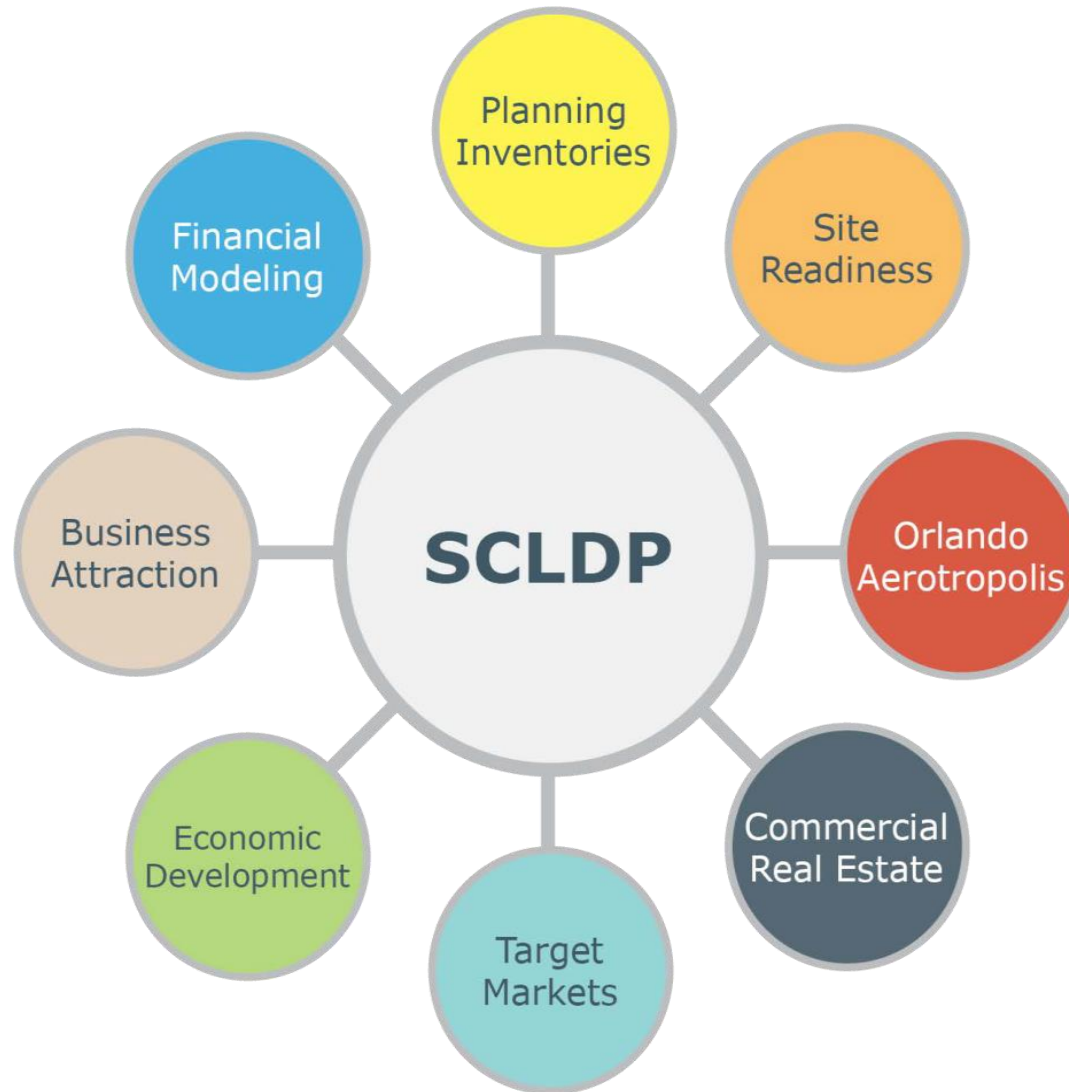 Planning
Inventories
Site
Readiness
Orlando
Aerotropolis
Commercial
Real Estate
Target
Markets
Economic
Development
Business
Attraction
Financial
Modeling
SCLDP